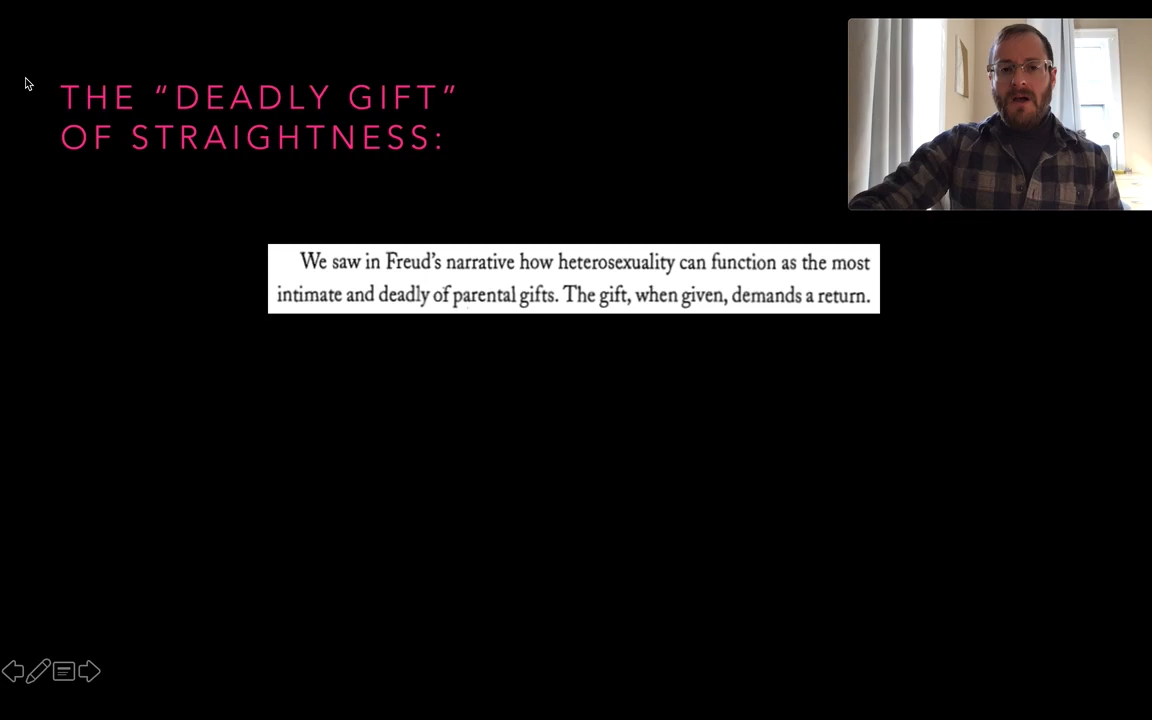 THE “DEADLY GIFT”
OF STRAIGHTNESS:
We saw in Freud’s narrative how heterosexuality can function as the most
intimate and deadly of parental gifts. The gift, when given, demands a return.